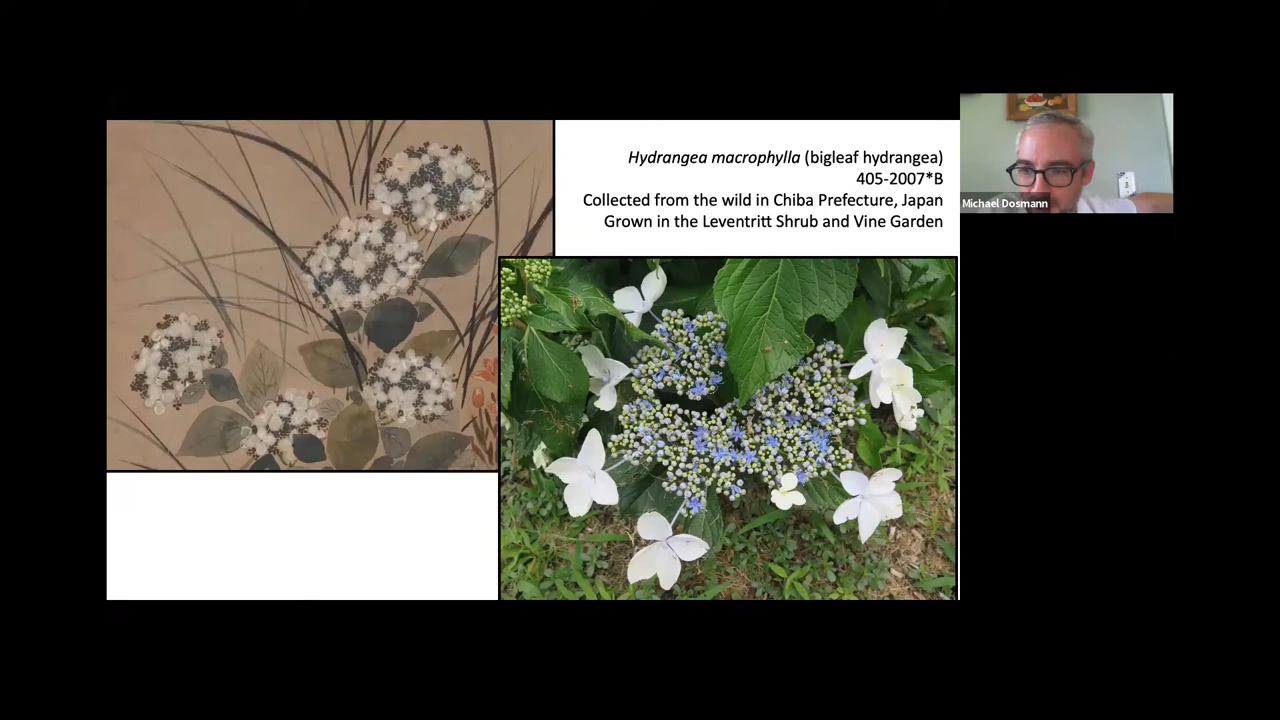 Hydrangea macrophylla (bigleaf hydrangea)
405-2007*B
Collected from the wild in Chiba Prefecture, Japan
Grown in the Leventritt Shrub and Vine Garden
Michael Dosmann